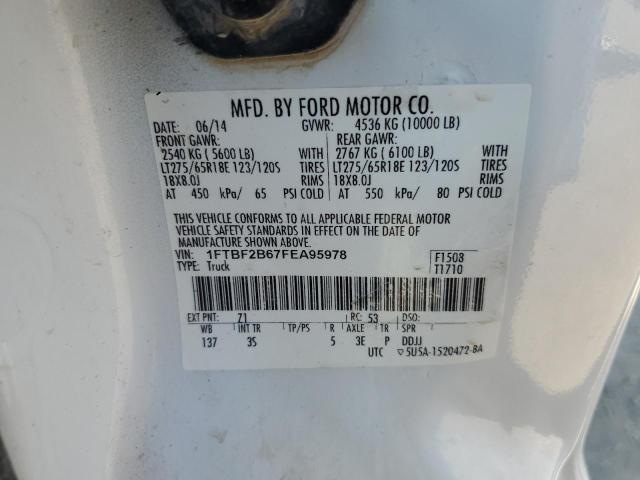 MFD. BY FORD MOTOR CO.
DATE: 06/14 GVWR: 4536 KG (10000 LB)
FRONT GAWR: REAR GAWR:
2540 KG ( 5600 LB) WITH 2767 KG ( 6100 LB) WITH
LT275/65R18E 123/120S TIRES LT275/65R18E 123/120S TIRES
18X8.0J RIMS 18X8.0J RIMS
AT 450 kPa/ 65 PSI COLD AT 550 kPa/ 80 PSI COLD
THIS VEHICLE CONFORMS TO ALL APPLICABLE FEDERAL MOTOR
VEHICLE SAFETY STANDARDS IN EFFECT ON THE DATE OF
MANUFACTURE SHOWN ABOVE.
VIN: 1FTBF2B67FEA95978 F1508
TYPE: Truck T1710
EXT PNT: Z1 RC: 53 DSO:
WB INT TR TP/PS R AXLE TR SPR
137 3S 5 3E P DDJJ
UTC ▽5U5A-1520472-BA